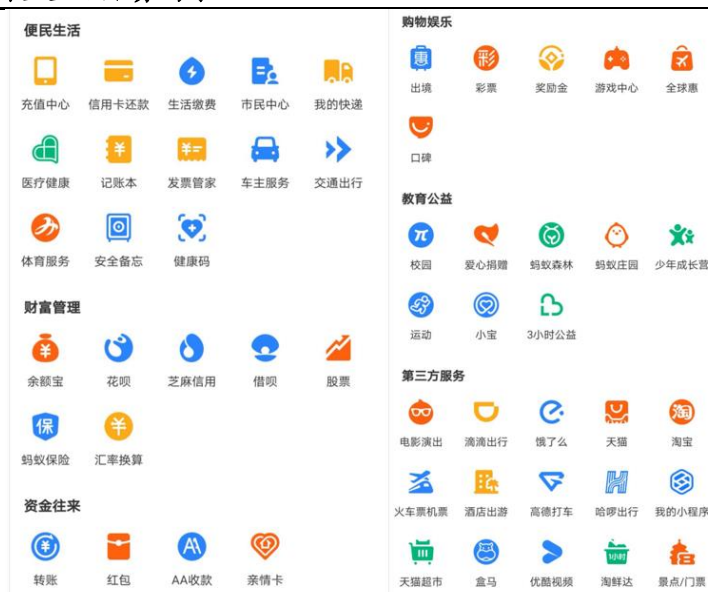 便民生活
充值中心 信用卡还款 生活缴费 市民中心 我的快递
医疗健康 记账本 发票管家 车主服务 交通出行
体育服务 安全备忘 健康码
财富管理
余额宝 花呗 芝麻信用 借呗 股票
保
蚂蚁保险 汇率换算
资金往来
转账 红包 AA收款 亲情卡
购物娱乐
彩
出境 彩票 奖励金 游戏中心 全球惠
口碑
教育公益
π
校园 爱心捐赠 蚂蚁森林 蚂蚁庄园 少年成长营
运动 小宝 3小时公益
第三方服务
淘
电影演出 滴滴出行 饿了么 天猫 淘宝
火车票机票 酒店出游 高德打车 哈啰出行 我的小程序
1小时
天猫超市 盒马 优酷视频 淘鲜达 景点/门票